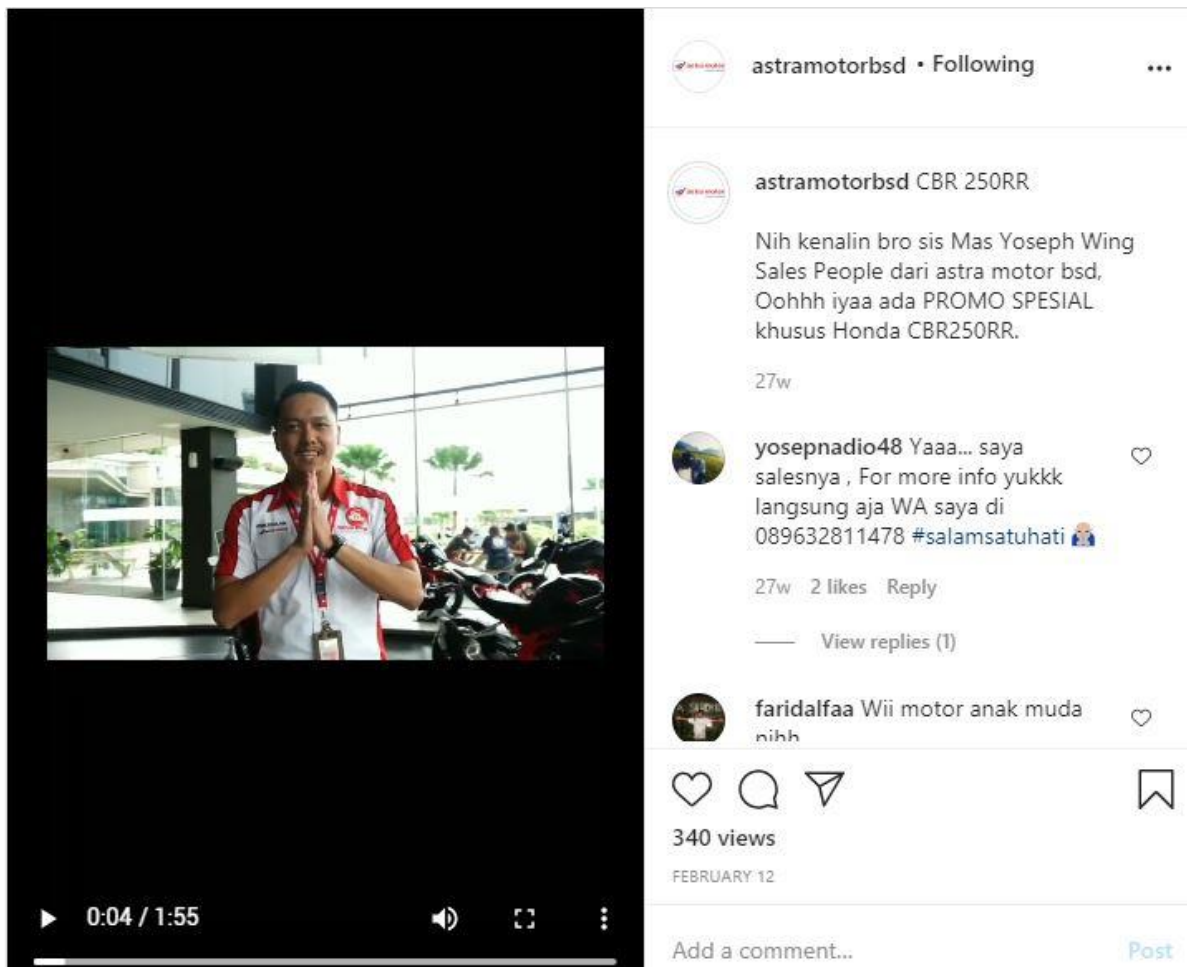 astramotorbsd • Following
astramotorbsd CBR 250RR
Nih kenalin bro sis Mas Yoseph Wing
Sales People dari astra motor bsd,
Oohhh iyaa ada PROMO SPESIAL
khusus Honda CBR250RR.
27w
yosepnadio48 Yaaa... saya
salesnya , For more info yukkk
langsung aja WA saya di
089632811478 #salamsatuhati
27w 2 likes Reply
View replies (1)
faridalfaa Wii motor anak muda
nihh
340 views
FEBRUARY 12
0:04 / 1:55
Add a comment... Post